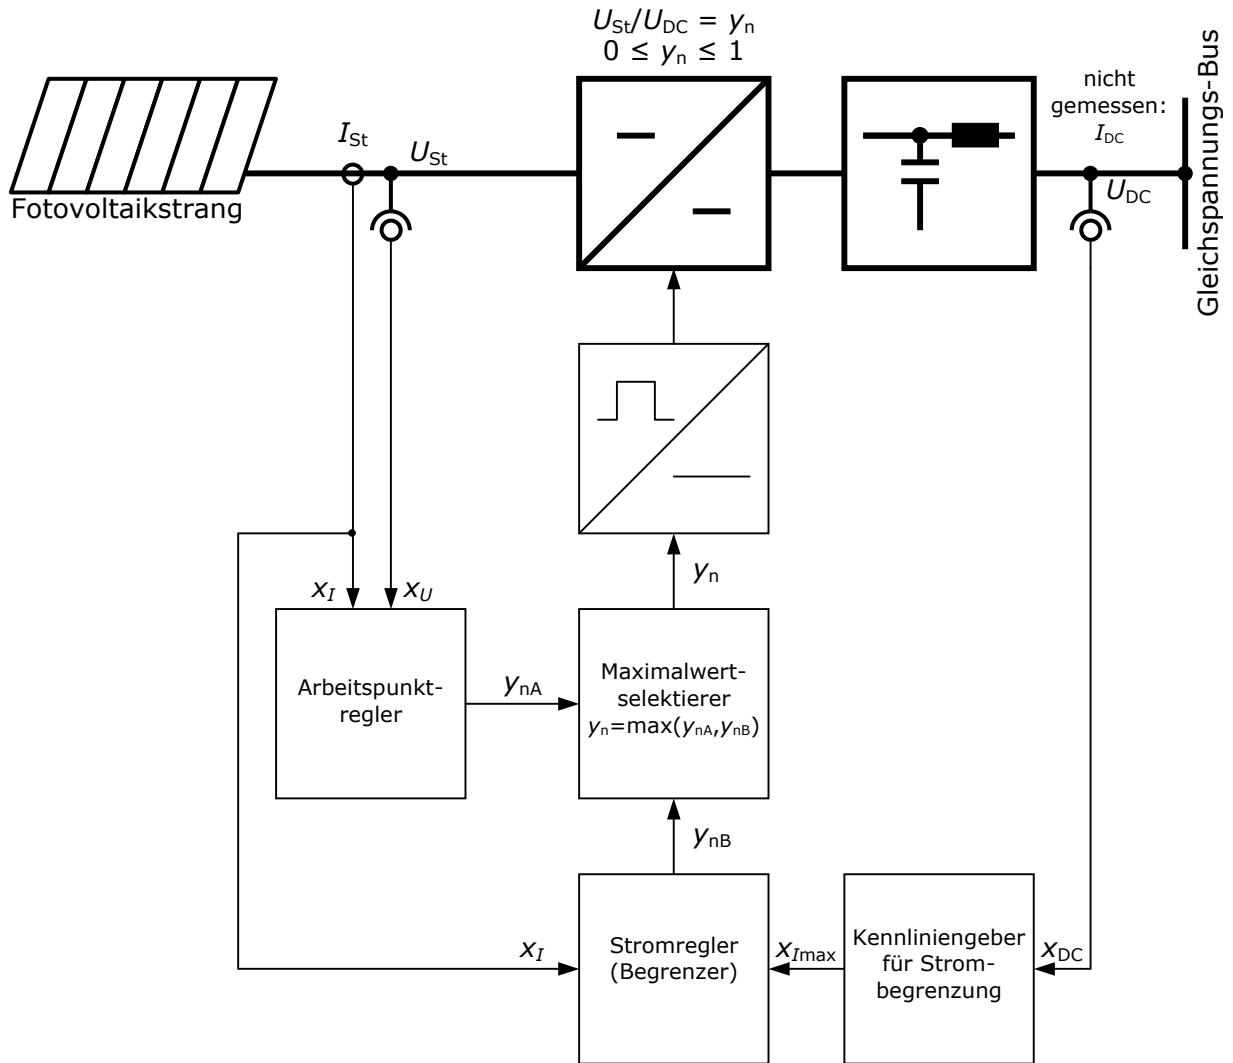 U_St/U_DC = y_n
0 ≤ y_n ≤ 1
nicht
gemessen:
I_DC
Gleichspannungs-Bus
I_St
U_St
U_DC
Fotovoltaikstrang
y_n
x_I
x_U
Arbeitspunkt-
regler
y_nA
Maximalwert-
selektierer
y_n=max(y_nA,y_nB)
y_nB
x_I
Stromregler
(Begrenzer)
x_Imax
Kennliniengeber
für Strom-
begrenzung
x_DC